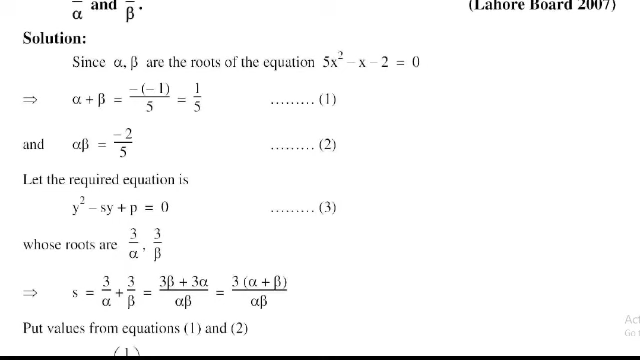 α and β. (Lahore Board 2007)
Solution:
Since α, β are the roots of the equation 5x² – x – 2 = 0
⇒ α + β = –(–1)/5 = 1/5 ......... (1)
and αβ = –2/5 ......... (2)
Let the required equation is
y² – sy + p = 0 ......... (3)
whose roots are 3/α, 3/β
⇒ s = 3/α + 3/β = 3β + 3α/αβ = 3 (α + β)/αβ
Put values from equations (1) and (2)
(1)